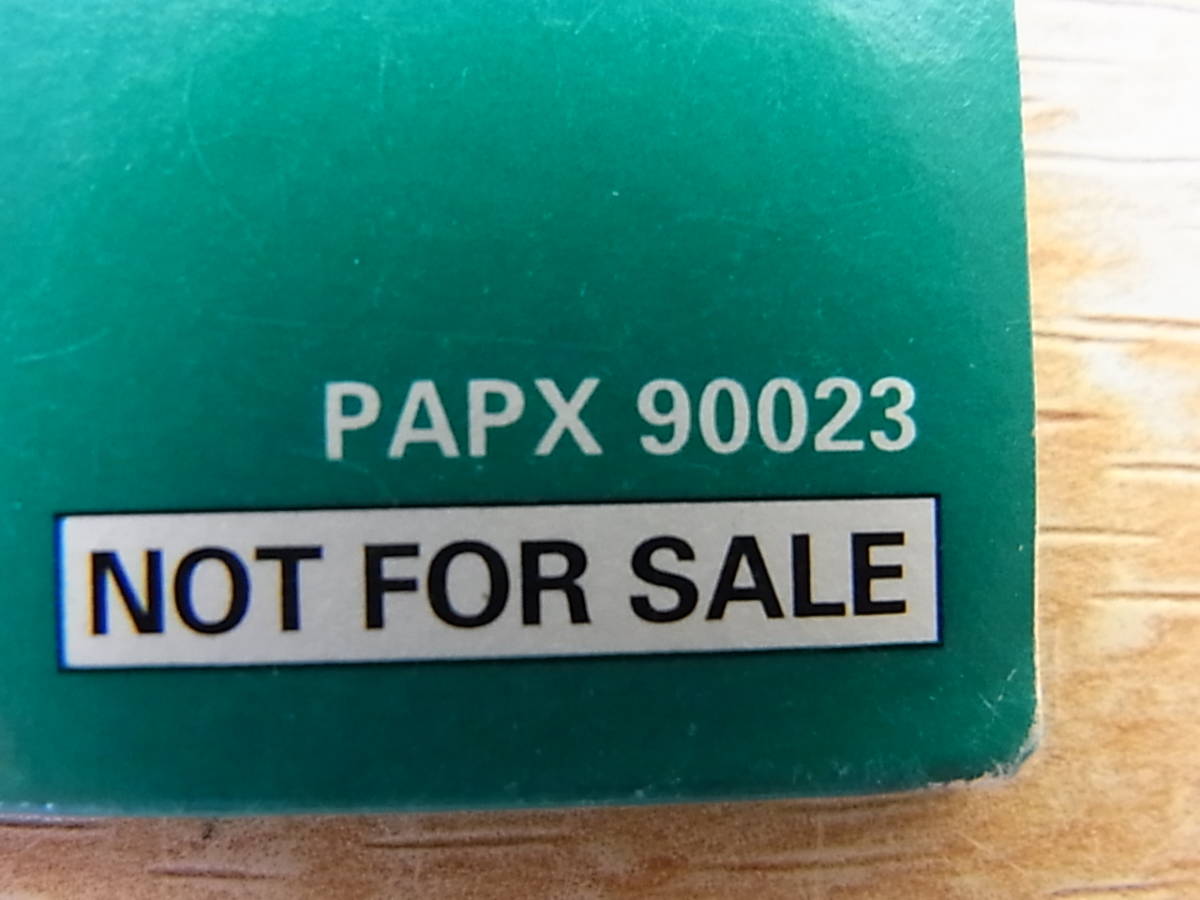 PAPX 90023
NOT FOR SALE